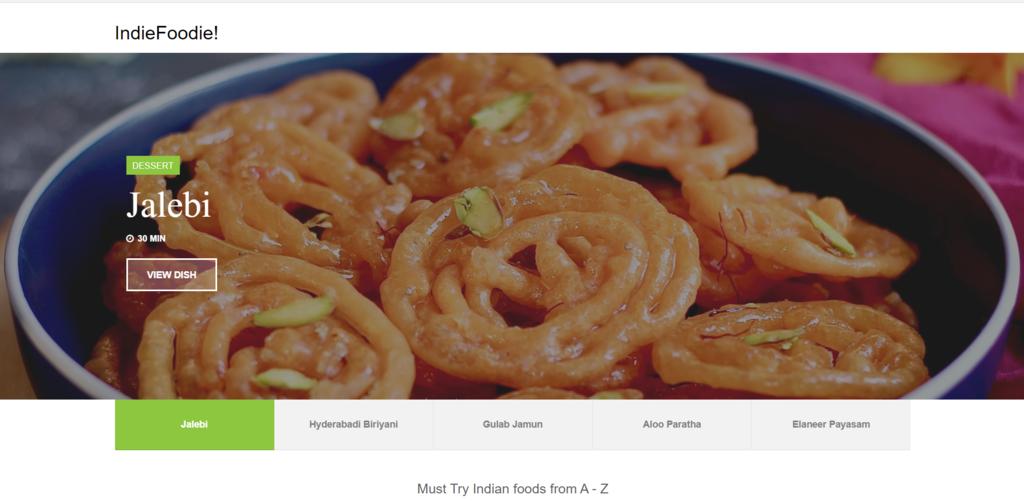 IndieFoodie!
DESSERT
Jalebi
30 MIN
VIEW DISH
Jalebi
Hyderabadi Biriyani
Gulab Jamun
Aloo Paratha
Elaneer Payasam
Must Try Indian foods from A - Z